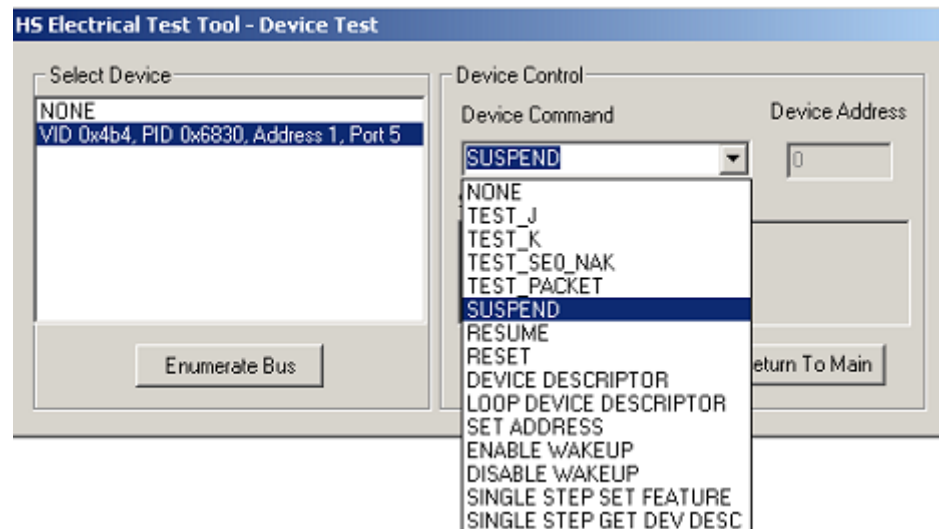 HS Electrical Test Tool - Device Test
Select Device
NONE
VID 0x4b4, PID 0x6830, Address 1, Port 5
Enumerate Bus
Device Control
Device Command
Device Address
SUSPEND
0
NONE
TEST_J
TEST_K
TEST_SE0_NAK
TEST_PACKET
SUSPEND
RESUME
RESET
DEVICE DESCRIPTOR
LOOP DEVICE DESCRIPTOR
SET ADDRESS
ENABLE WAKEUP
DISABLE WAKEUP
SINGLE STEP SET FEATURE
SINGLE STEP GET DEV DESC
eturn To Main